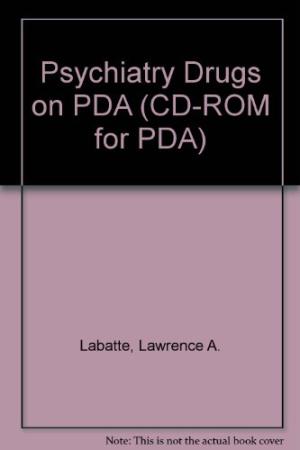 Psychiatry Drugs
on PDA (CD-ROM
for PDA)
Labatte, Lawrence A.
Note: This is not the actual book cover